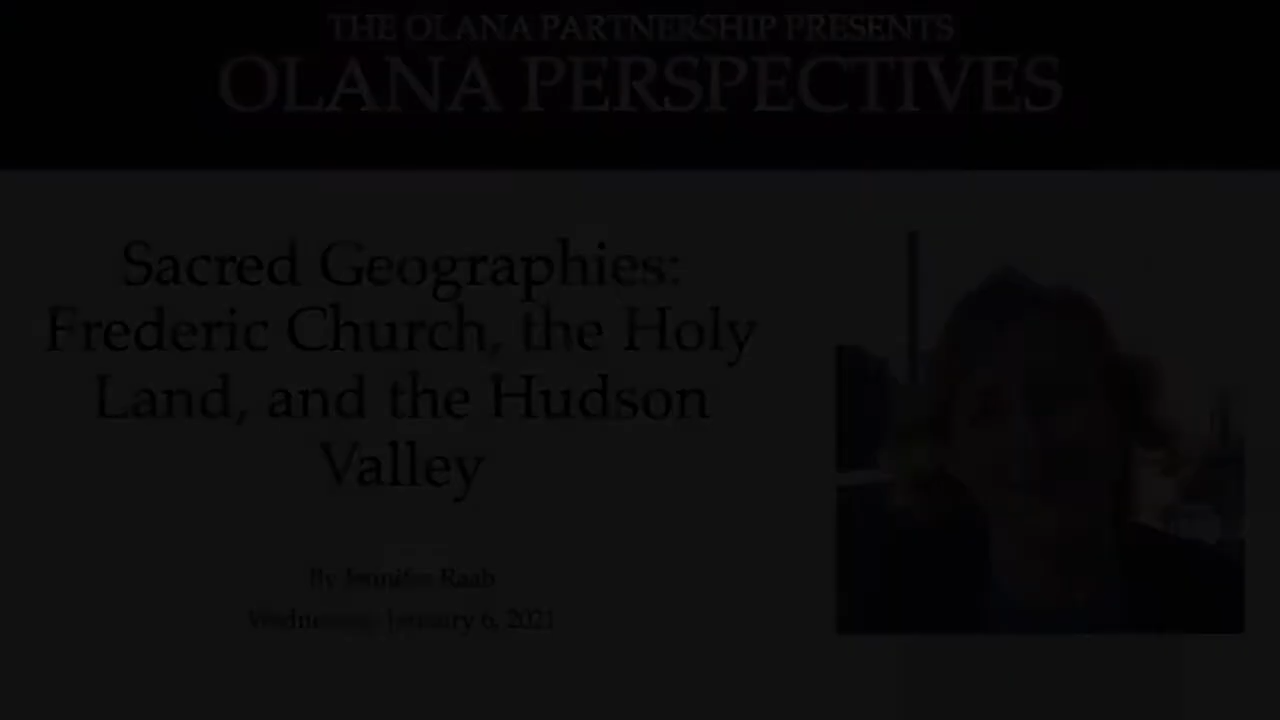 THE OLANA PARTNERSHIP PRESENTS
OLANA PERSPECTIVES
Sacred Geographies:
Frederic Church, the Holy
Land, and the Hudson
Valley
By Jennifer Raab
Wednesday, January 6, 2021